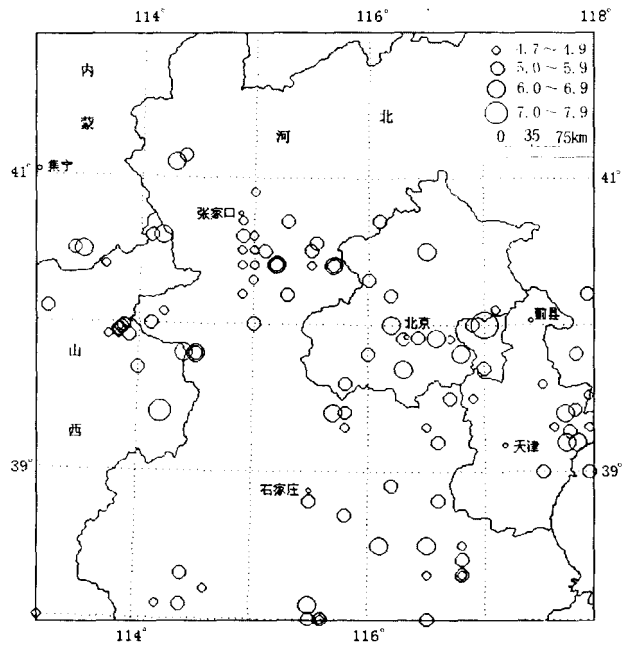 114°
116°
118°
内蒙
河
北
4.7～4.9
5.0～5.9
6.0～6.9
7.0～7.9
0 35 75km
41°
集宁
41°
张家口
北京
蓟县
山西
39°
天津
石家庄
39°
114°
116°
118°